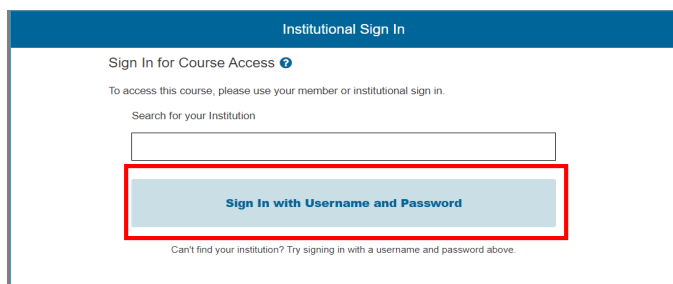 Institutional Sign In
Sign In for Course Access ?
To access this course, please use your member or institutional sign in.
Search for your Institution
Sign In with Username and Password
Can't find your institution? Try signing in with a username and password above.